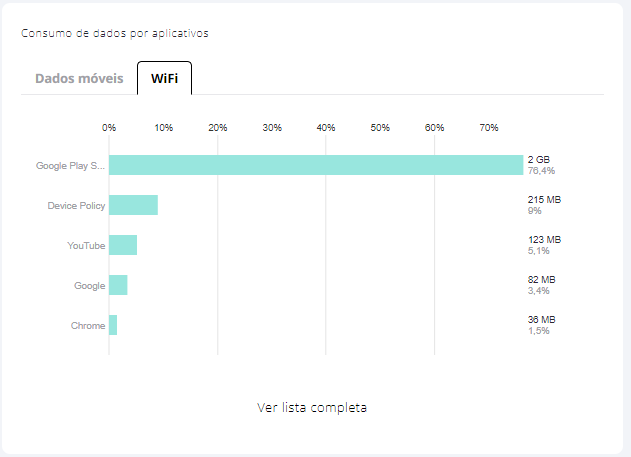 Consumo de dados por aplicativos
Dados móveis WiFi
0% 10% 20% 30% 40% 50% 60% 70%
Google Play S... 2 GB
76,4%
Device Policy 215 MB
9%
YouTube 123 MB
5,1%
Google 82 MB
3,4%
Chrome 36 MB
1,5%
Ver lista completa